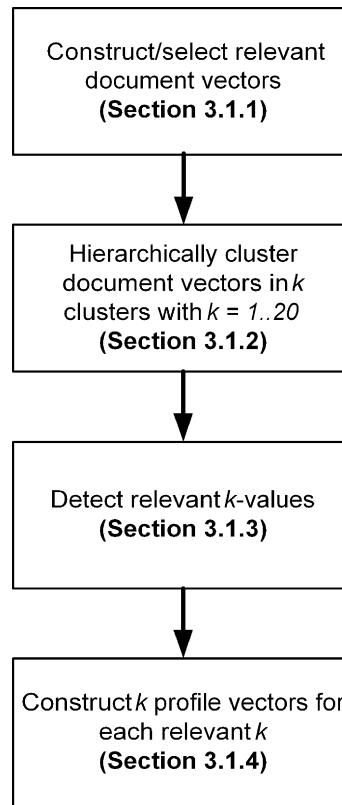 Construct/select relevant
document vectors
(Section 3.1.1)
Hierarchically cluster
document vectors in k
clusters with k = 1..20
(Section 3.1.2)
Detect relevant k-values
(Section 3.1.3)
Construct k profile vectors for
each relevant k
(Section 3.1.4)